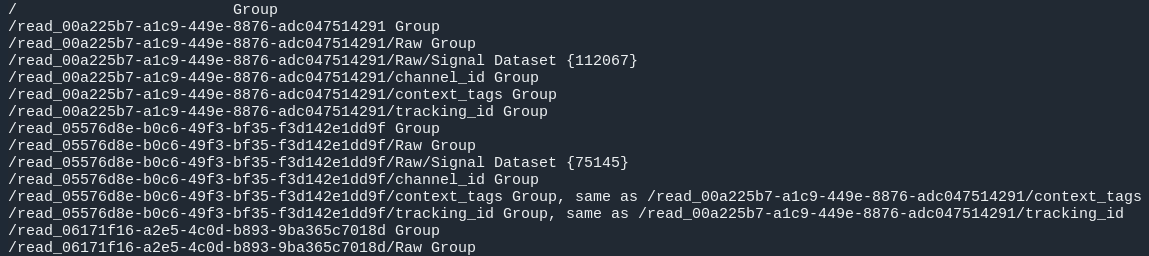 /                        Group
/read_00a225b7-a1c9-449e-8876-adc047514291 Group
/read_00a225b7-a1c9-449e-8876-adc047514291/Raw Group
/read_00a225b7-a1c9-449e-8876-adc047514291/Raw/Signal Dataset {112067}
/read_00a225b7-a1c9-449e-8876-adc047514291/channel_id Group
/read_00a225b7-a1c9-449e-8876-adc047514291/context_tags Group
/read_00a225b7-a1c9-449e-8876-adc047514291/tracking_id Group
/read_05576d8e-b0c6-49f3-bf35-f3d142e1dd9f Group
/read_05576d8e-b0c6-49f3-bf35-f3d142e1dd9f/Raw Group
/read_05576d8e-b0c6-49f3-bf35-f3d142e1dd9f/Raw/Signal Dataset {75145}
/read_05576d8e-b0c6-49f3-bf35-f3d142e1dd9f/channel_id Group
/read_05576d8e-b0c6-49f3-bf35-f3d142e1dd9f/context_tags Group, same as /read_00a225b7-a1c9-449e-8876-adc047514291/context_tags
/read_05576d8e-b0c6-49f3-bf35-f3d142e1dd9f/tracking_id Group, same as /read_00a225b7-a1c9-449e-8876-adc047514291/tracking_id
/read_06171f16-a2e5-4c0d-b893-9ba365c7018d Group
/read_06171f16-a2e5-4c0d-b893-9ba365c7018d/Raw Group